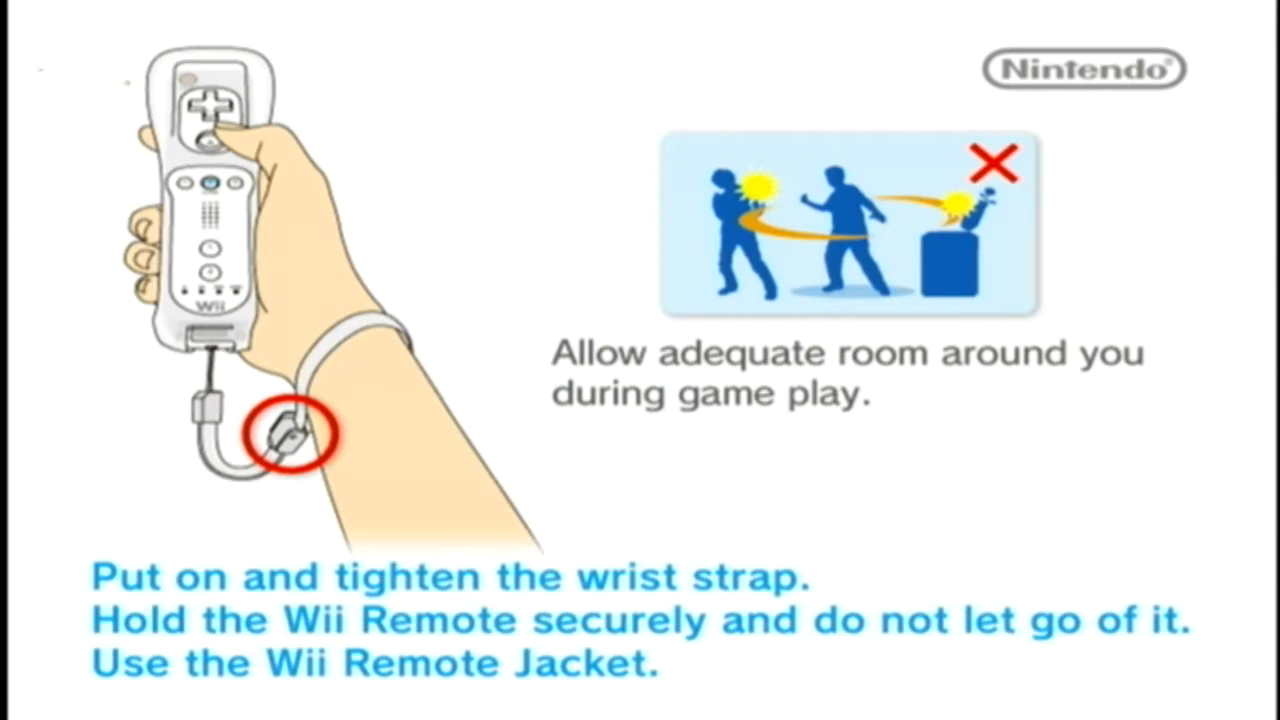 Nintendo®
Wii
Allow adequate room around you
during game play.
Put on and tighten the wrist strap.
Hold the Wii Remote securely and do not let go of it.
Use the Wii Remote Jacket.